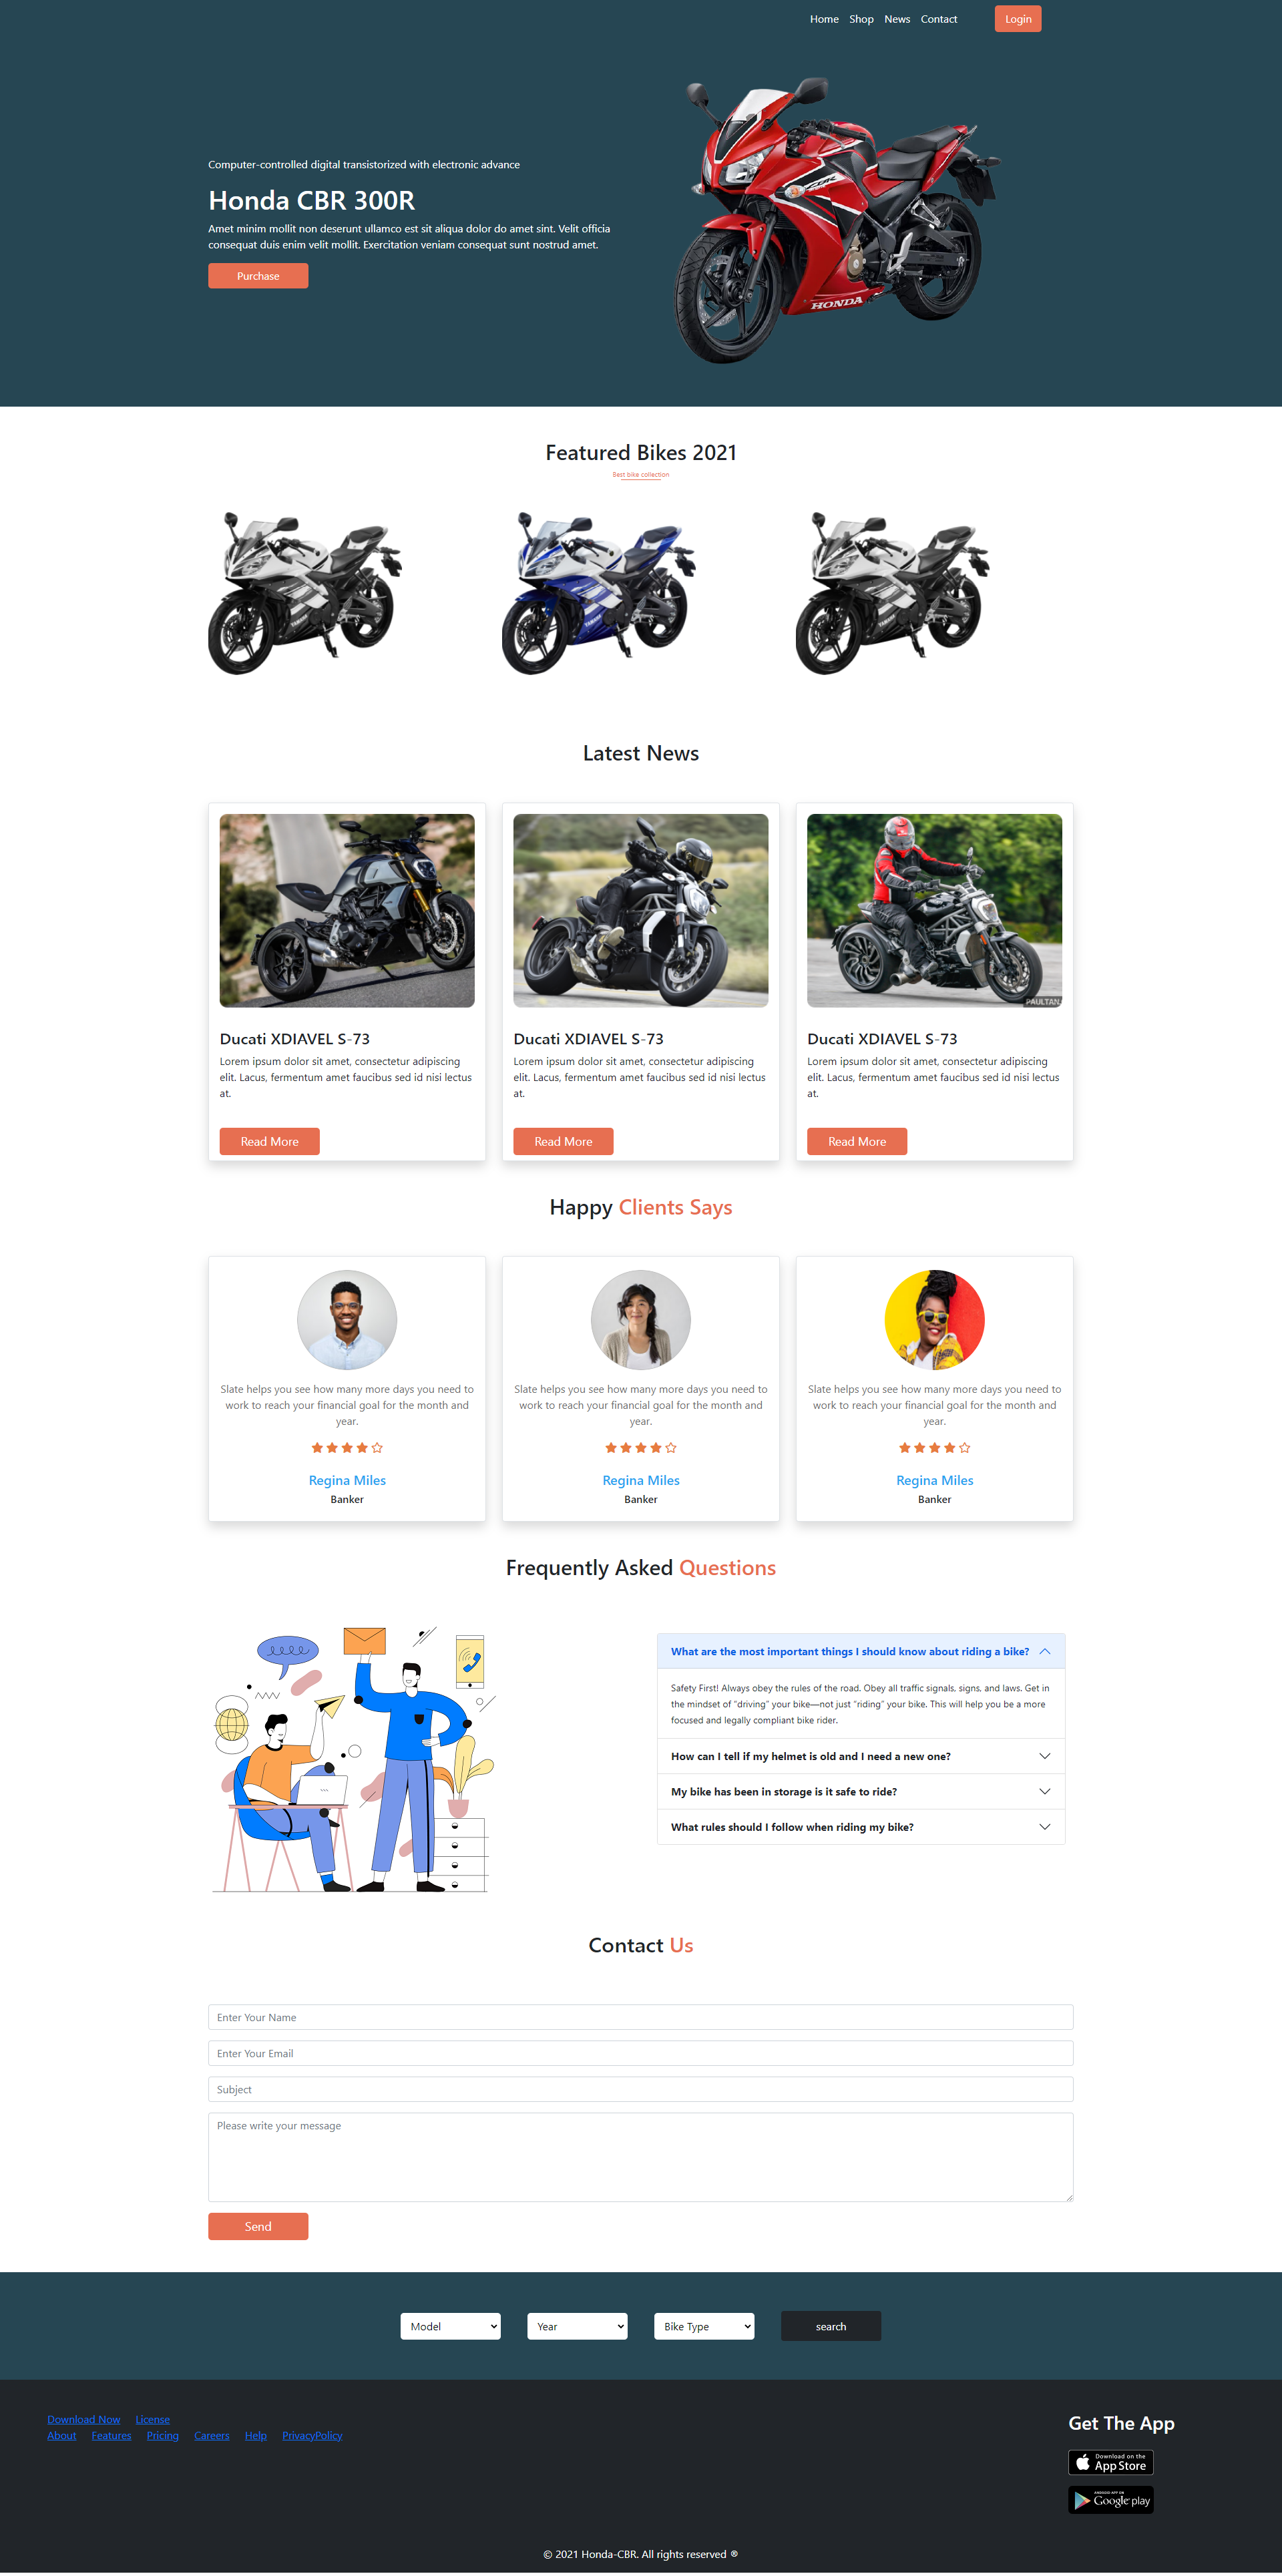 Home Shop News Contact Login
Computer-controlled digital transistorized with electronic advance
Honda CBR 300R
Amet minim mollit non deserunt ullamco est sit aliqua dolor do amet sint. Velit officia
consequat duis enim velit mollit. Exercitation veniam consequat sunt nostrud amet.
Purchase
HONDA
Featured Bikes 2021
Best bike collection
Latest News
PAULTAN
Ducati XDIAVEL S-73
Lorem ipsum dolor sit amet, consectetur adipiscing
elit. Lacus, fermentum amet faucibus sed id nisi lectus
at.
Read More
Ducati XDIAVEL S-73
Lorem ipsum dolor sit amet, consectetur adipiscing
elit. Lacus, fermentum amet faucibus sed id nisi lectus
at.
Read More
Ducati XDIAVEL S-73
Lorem ipsum dolor sit amet, consectetur adipiscing
elit. Lacus, fermentum amet faucibus sed id nisi lectus
at.
Read More
Happy Clients Says
Slate helps you see how many more days you need to
work to reach your financial goal for the month and
year.
Regina Miles
Banker
Slate helps you see how many more days you need to
work to reach your financial goal for the month and
year.
Regina Miles
Banker
Slate helps you see how many more days you need to
work to reach your financial goal for the month and
year.
Regina Miles
Banker
Frequently Asked Questions
What are the most important things I should know about riding a bike?
Safety First! Always obey the rules of the road. Obey all traffic signals, signs, and laws. Get in
the mindset of “driving” your bike—not just “riding” your bike. This will help you be a more
focused and legally compliant bike rider.
How can I tell if my helmet is old and I need a new one?
My bike has been in storage is it safe to ride?
What rules should I follow when riding my bike?
Contact Us
Enter Your Name
Enter Your Email
Subject
Please write your message
Send
Model Year Bike Type search
Download Now License
About Features Pricing Careers Help PrivacyPolicy
Get The App
Download on the
App Store
ANDROID APP ON
Google play
© 2021 Honda-CBR. All rights reserved ®